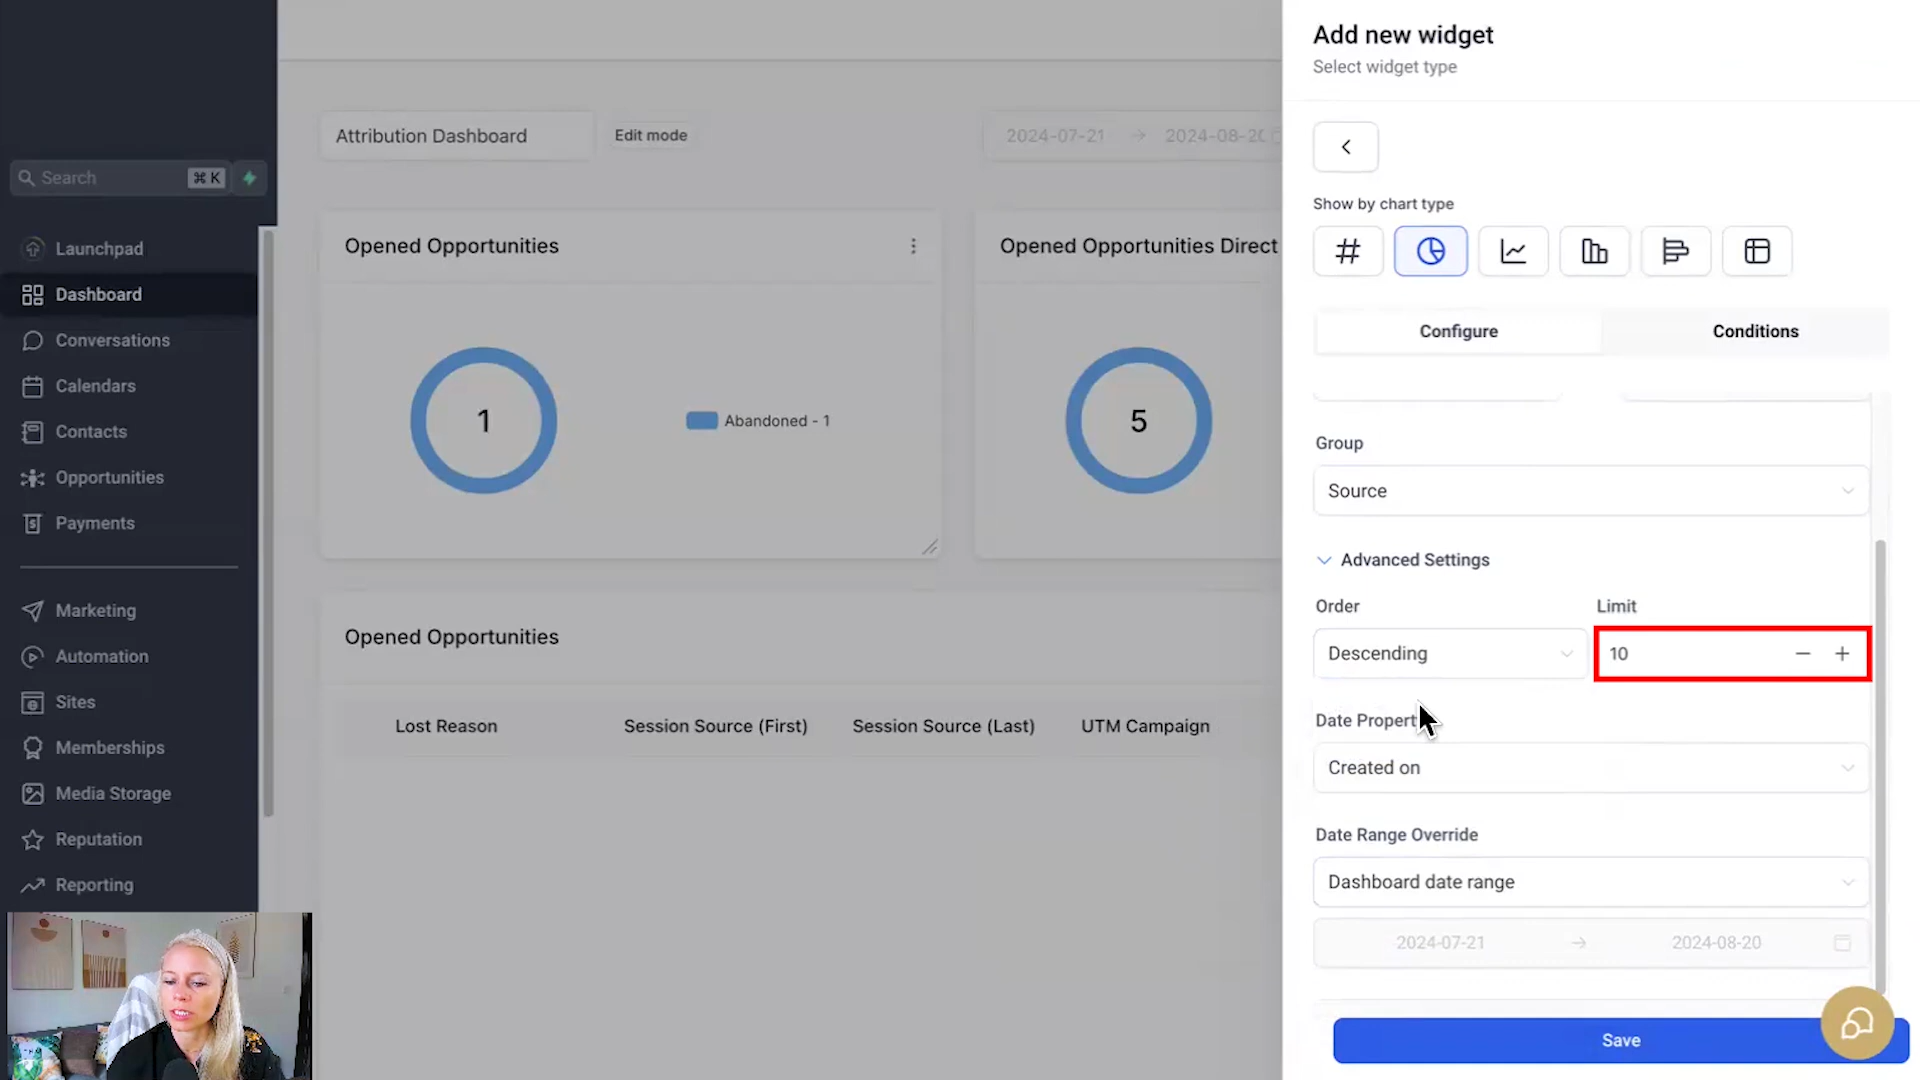 Search
⌘ K
Launchpad
Dashboard
Conversations
Calendars
Contacts
Opportunities
Payments
Marketing
Automation
Sites
Memberships
Media Storage
Reputation
Reporting
Attribution Dashboard
Edit mode
2024-07-21 → 2024-08-20
Opened Opportunities
1
Abandoned - 1
Opened Opportunities Direct
5
Opened Opportunities
Lost Reason
Session Source (First)
Session Source (Last)
UTM Campaign
Add new widget
Select widget type
Show by chart type
#
Configure
Conditions
Group
Source
Advanced Settings
Order
Limit
Descending
10
Date Propert
Created on
Date Range Override
Dashboard date range
2024-07-21 → 2024-08-20
Save